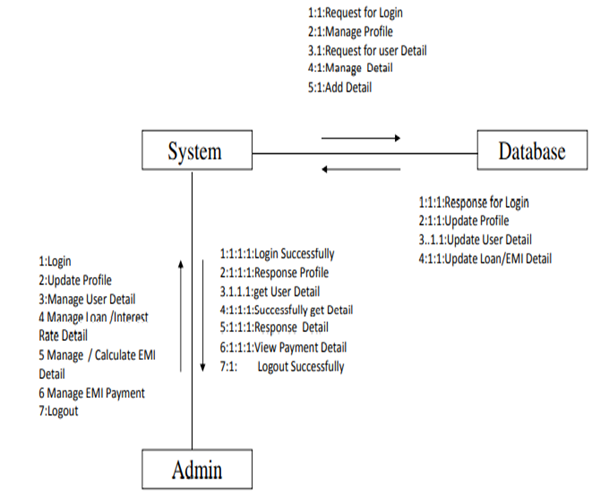 1:1:Request for Login
2:1:Manage Profile
3.1:Request for user Detail
4:1:Manage Detail
5:1:Add Detail
System
Database
1:1:1:Response for Login
2:1:1:Update Profile
3..1.1:Update User Detail
4:1:1:Update Loan/EMI Detail
1:Login
2:Update Profile
3:Manage User Detail
4 Manage Loan /Interest
Rate Detail
5 Manage / Calculate EMI
Detail
6 Manage EMI Payment
7:Logout
1:1:1:1:Login Successfully
2:1:1:1:Response Profile
3.1.1.1:get User Detail
4:1:1:1:Successfully get Detail
5:1:1:1:Response Detail
6:1:1:1:View Payment Detail
7:1: Logout Successfully
Admin